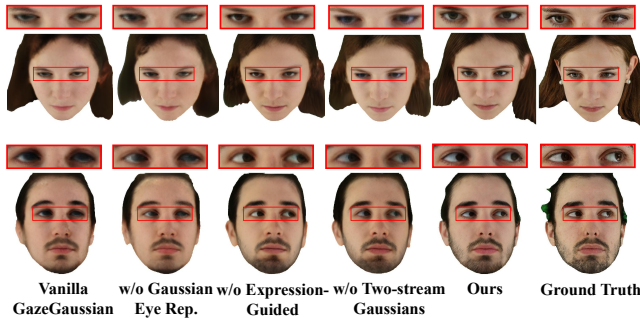 Vanilla GazeGaussian
w/o Gaussian Eye Rep.
w/o Expression-Guided
w/o Two-stream Gaussians
Ours
Ground Truth